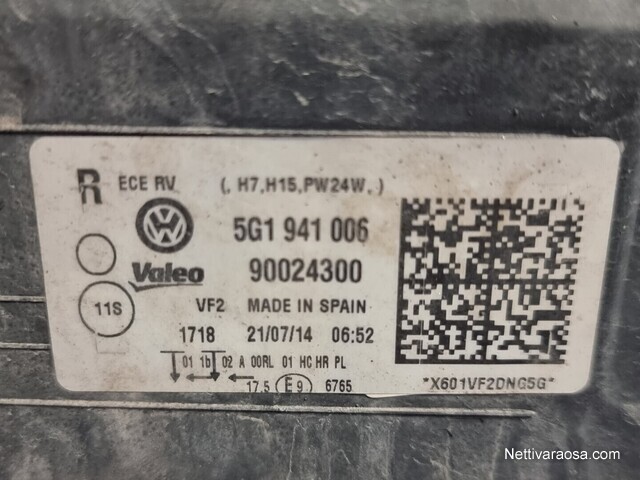 R ECE RV (, H7,H15,PW24W, )
5G1 941 006
Valeo 90024300
11S VF2 MADE IN SPAIN
1718 21/07/14 06:52
01 1b 02 A 00RL 01 HC HR PL
17.5 E9 6765
*X601VF2DNG5G*
Nettivaraosa.com